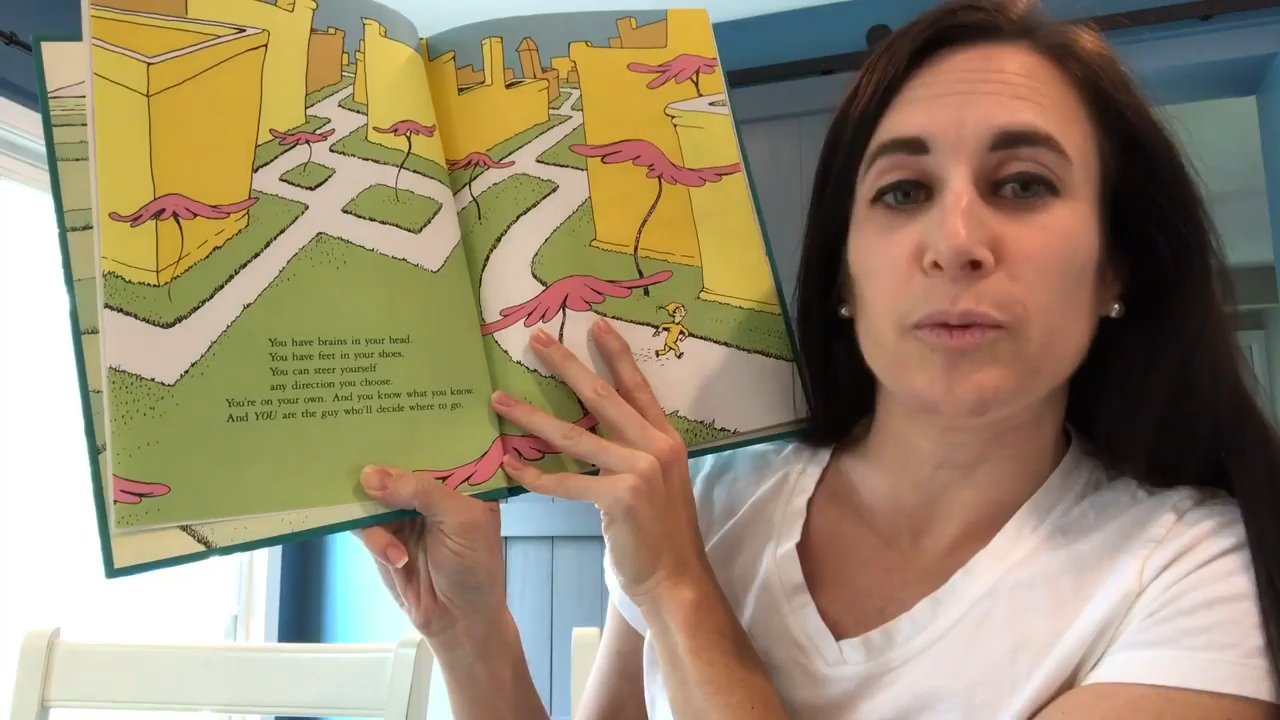 You have brains in your head.
You have feet in your shoes.
You can steer yourself
any direction you choose.
You're on your own. And you know what you know.
And YOU are the guy who'll decide where to go.